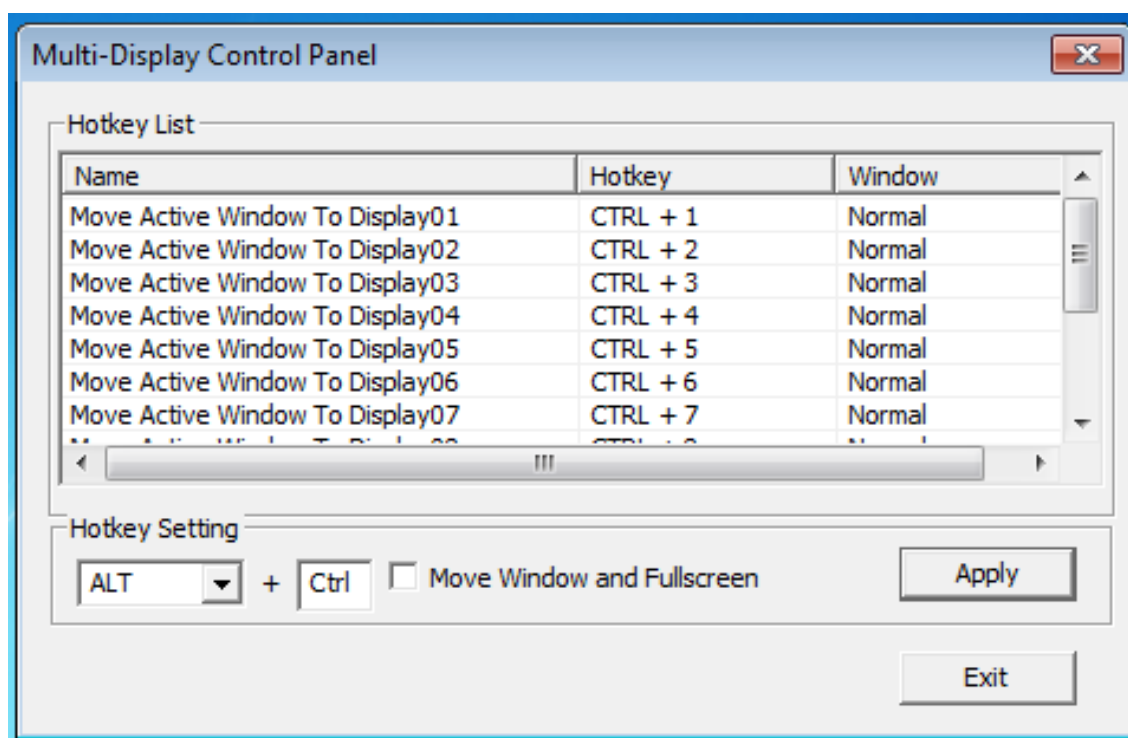 Multi-Display Control Panel
Hotkey List
Name Hotkey Window
Move Active Window To Display01 CTRL + 1 Normal
Move Active Window To Display02 CTRL + 2 Normal
Move Active Window To Display03 CTRL + 3 Normal
Move Active Window To Display04 CTRL + 4 Normal
Move Active Window To Display05 CTRL + 5 Normal
Move Active Window To Display06 CTRL + 6 Normal
Move Active Window To Display07 CTRL + 7 Normal
Hotkey Setting
ALT + Ctrl Move Window and Fullscreen Apply
Exit